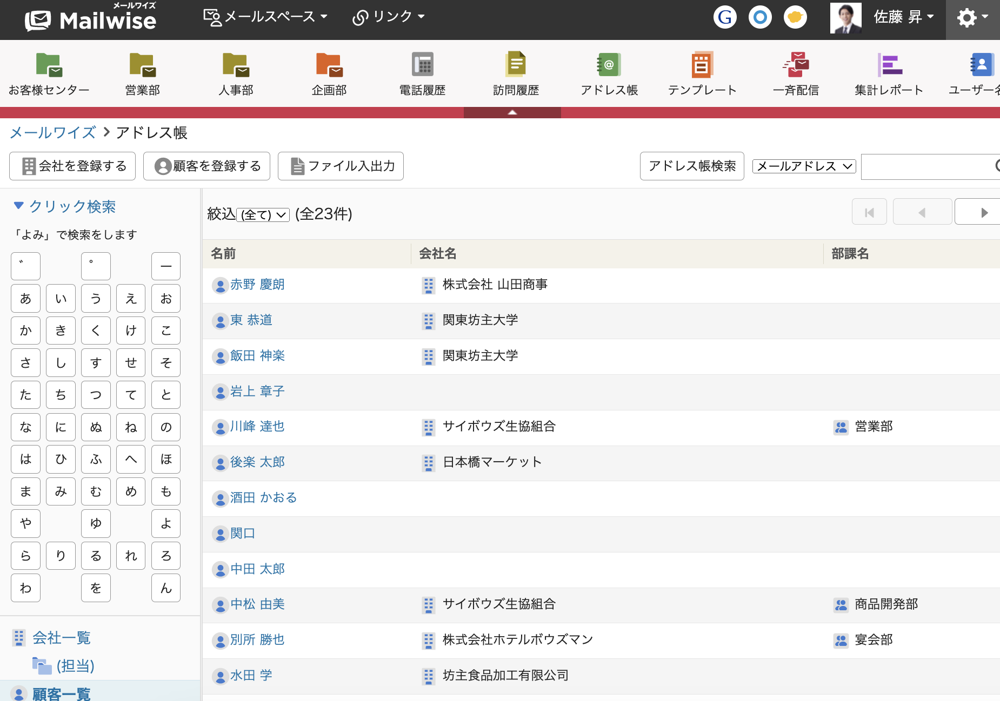 メールワイズ
Mailwise
メールスペース
リンク
G
佐藤 昇
お客様センター
営業部
人事部
企画部
電話履歴
訪問履歴
アドレス帳
テンプレート
一斉配信
集計レポート
ユーザー名
メールワイズ > アドレス帳
会社を登録する
顧客を登録する
ファイル入出力
アドレス帳検索
メールアドレス
クリック検索
「よみ」で検索をします
゛ ゜ ー
あ い う え お
か き く け こ
さ し す せ そ
た ち つ て と
な に ぬ ね の
は ひ ふ へ ほ
ま み む め も
や ゆ よ
ら り る れ ろ
わ を ん
会社一覧
(担当)
顧客一覧
絞込 (全て) (全23件)
名前 会社名 部課名
赤野 慶朗 株式会社 山田商事
東 恭道 関東坊主大学
飯田 神楽 関東坊主大学
岩上 章子
川峰 達也 サイボウズ生協組合 営業部
後楽 太郎 日本橋マーケット
酒田 かおる
関口
中田 太郎
中松 由美 サイボウズ生協組合 商品開発部
別所 勝也 株式会社ホテルボウズマン 宴会部
水田 学 坊主食品加工有限公司